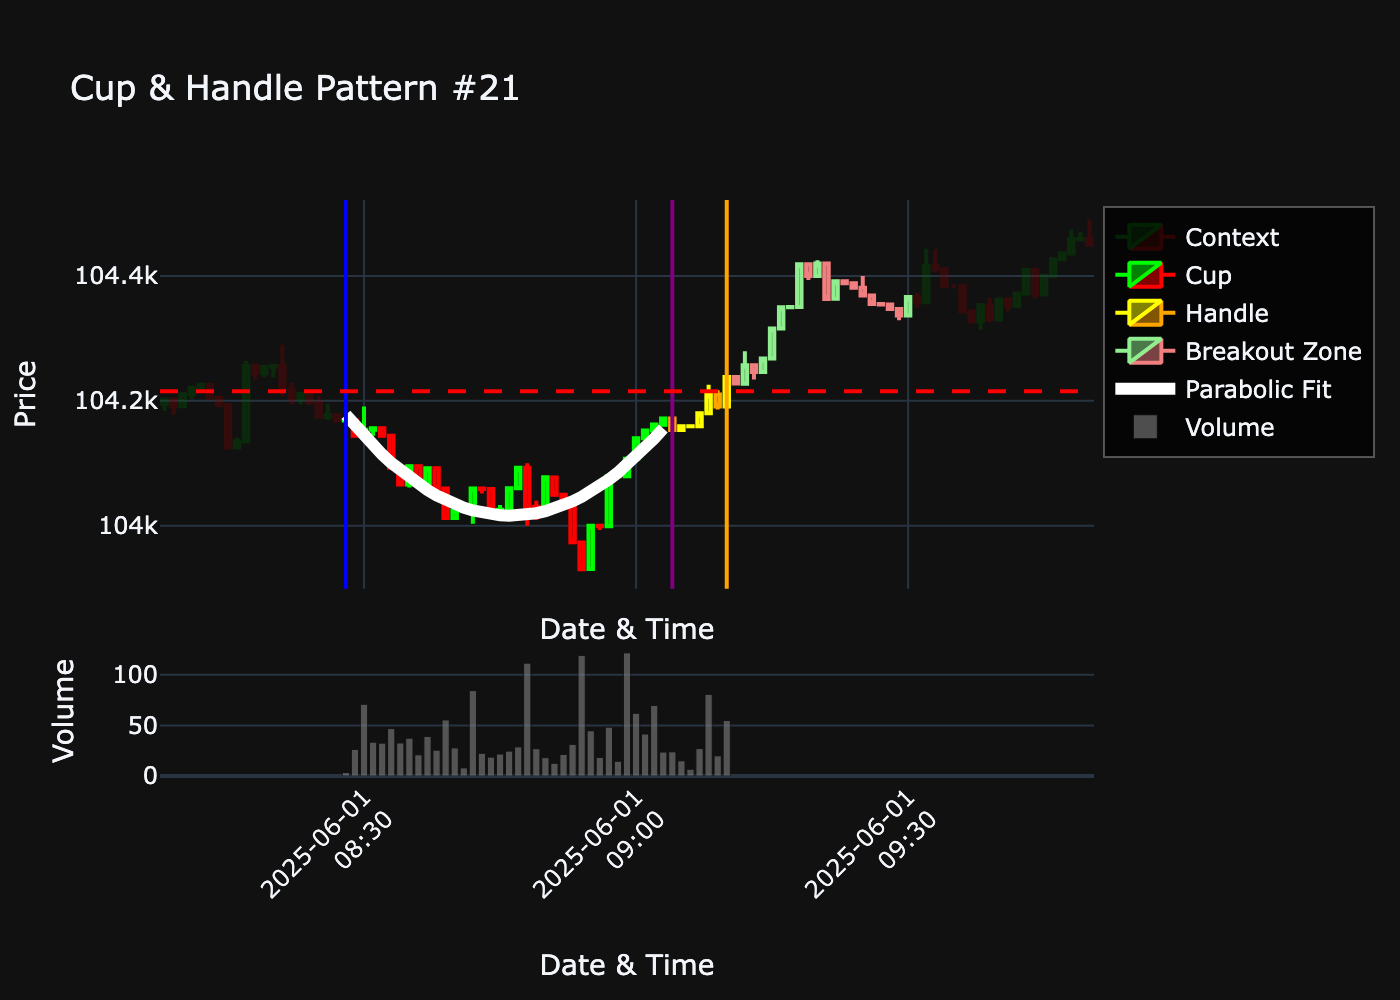 Cup & Handle Pattern #21
Price
104.4k
104.2k
104k
Context
Cup
Handle
Breakout Zone
Parabolic Fit
Volume
Date & Time
Volume
100
50
0
2025-06-01
08:30
2025-06-01
09:00
2025-06-01
09:30
Date & Time